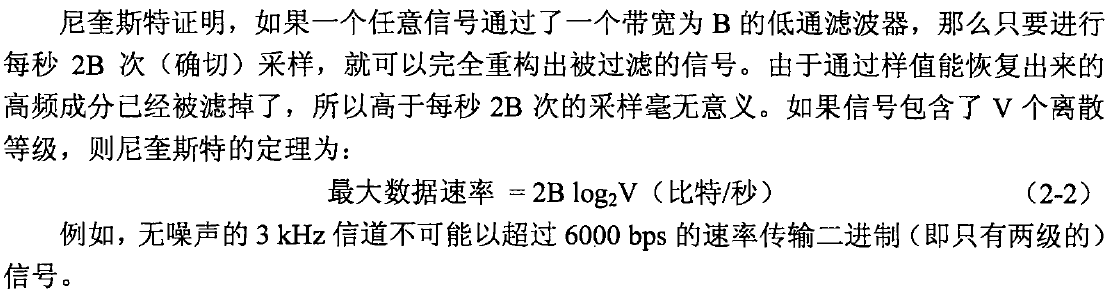 尼奎斯特证明，如果一个任意信号通过了一个带宽为 B 的低通滤波器，那么只要进行
每秒 2B 次（确切）采样，就可以完全重构出被过滤的信号。由于通过样值能恢复出来的
高频成分已经被滤掉了，所以高于每秒 2B 次的采样毫无意义。如果信号包含了 V 个离散
等级，则尼奎斯特的定理为：
最大数据速率 = 2B log₂V（比特/秒） （2-2）
例如，无噪声的 3 kHz 信道不可能以超过 6000 bps 的速率传输二进制（即只有两级的）
信号。